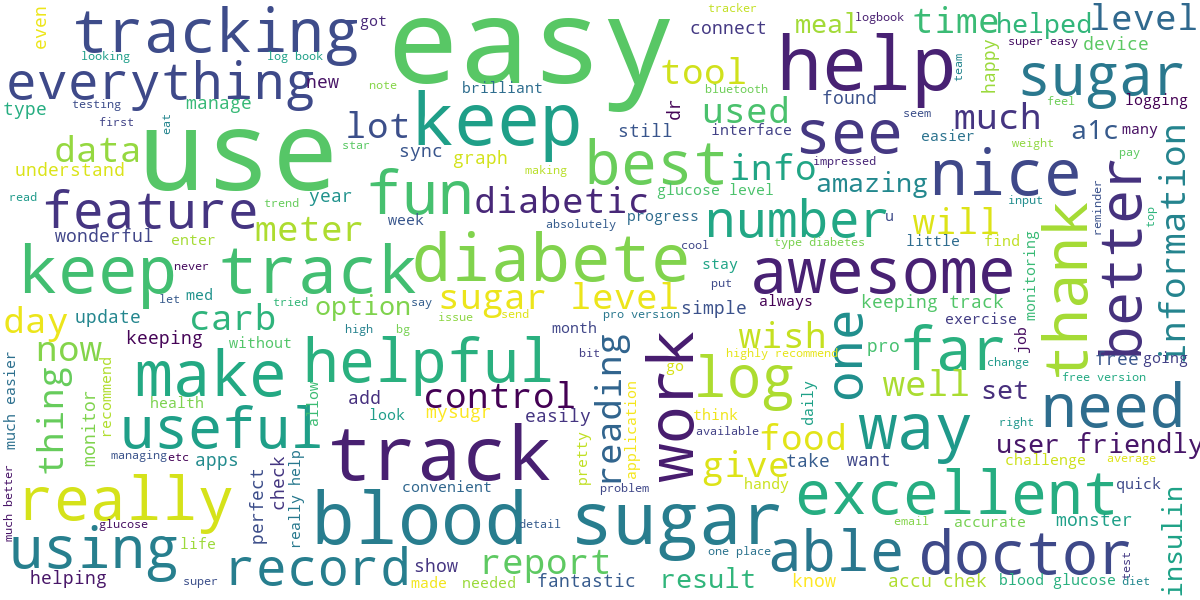 even
tracking
got
easy
tracker
connect
meal
logbook
time
helped
level
looking
log book
everything
new
note
brilliant
tool
help
super easy
team
happy
device
sugar
type
testing
manage
bluetooth
found
seem
feel
logging
first
eat
use
star
lot
keep
sync
still
dr
used
interface
see
easier
much
a1c
many
data
understand
graph
making
best
info
impressed
amazing
nice
weight
pay
information
read
trend
year
fun
diabetic
glucose level
input
reminder
top
better
feature
wonderful
enter
meter
week
absolutely
progress
number
u
will
little
find
thank
keep track
never
diabete
cool
type diabetes
stay
put
awesome
monitoring
let
med
tried
option
say
sugar level
issue
send
pro version
simple
always
keeping track
exercise
day
update
carb
keeping
without
high
bg
month
bit
wish
one
pro
far
job
free
going
now
thing
monitor
recommend
much easier
make
health
helpful
allow
add
look
control
mysugr
easily
reading
application
work
highly recommend
go
log
think
available
daily
well
set
change
free version
need
useful
managing
etc
apps
track
pretty
problem
give
food
handy
take
want
way
right
user friendly
challenge
average
much better
really
glucose
perfect
check
really help
convenient
blood
detail
sugar
excellent
quick
email
accurate
monster
insulin
using
life
helping
super
record
show
made
needed
report
fantastic
one place
result
able
know
doctor
accu chek
blood glucose
test
diet